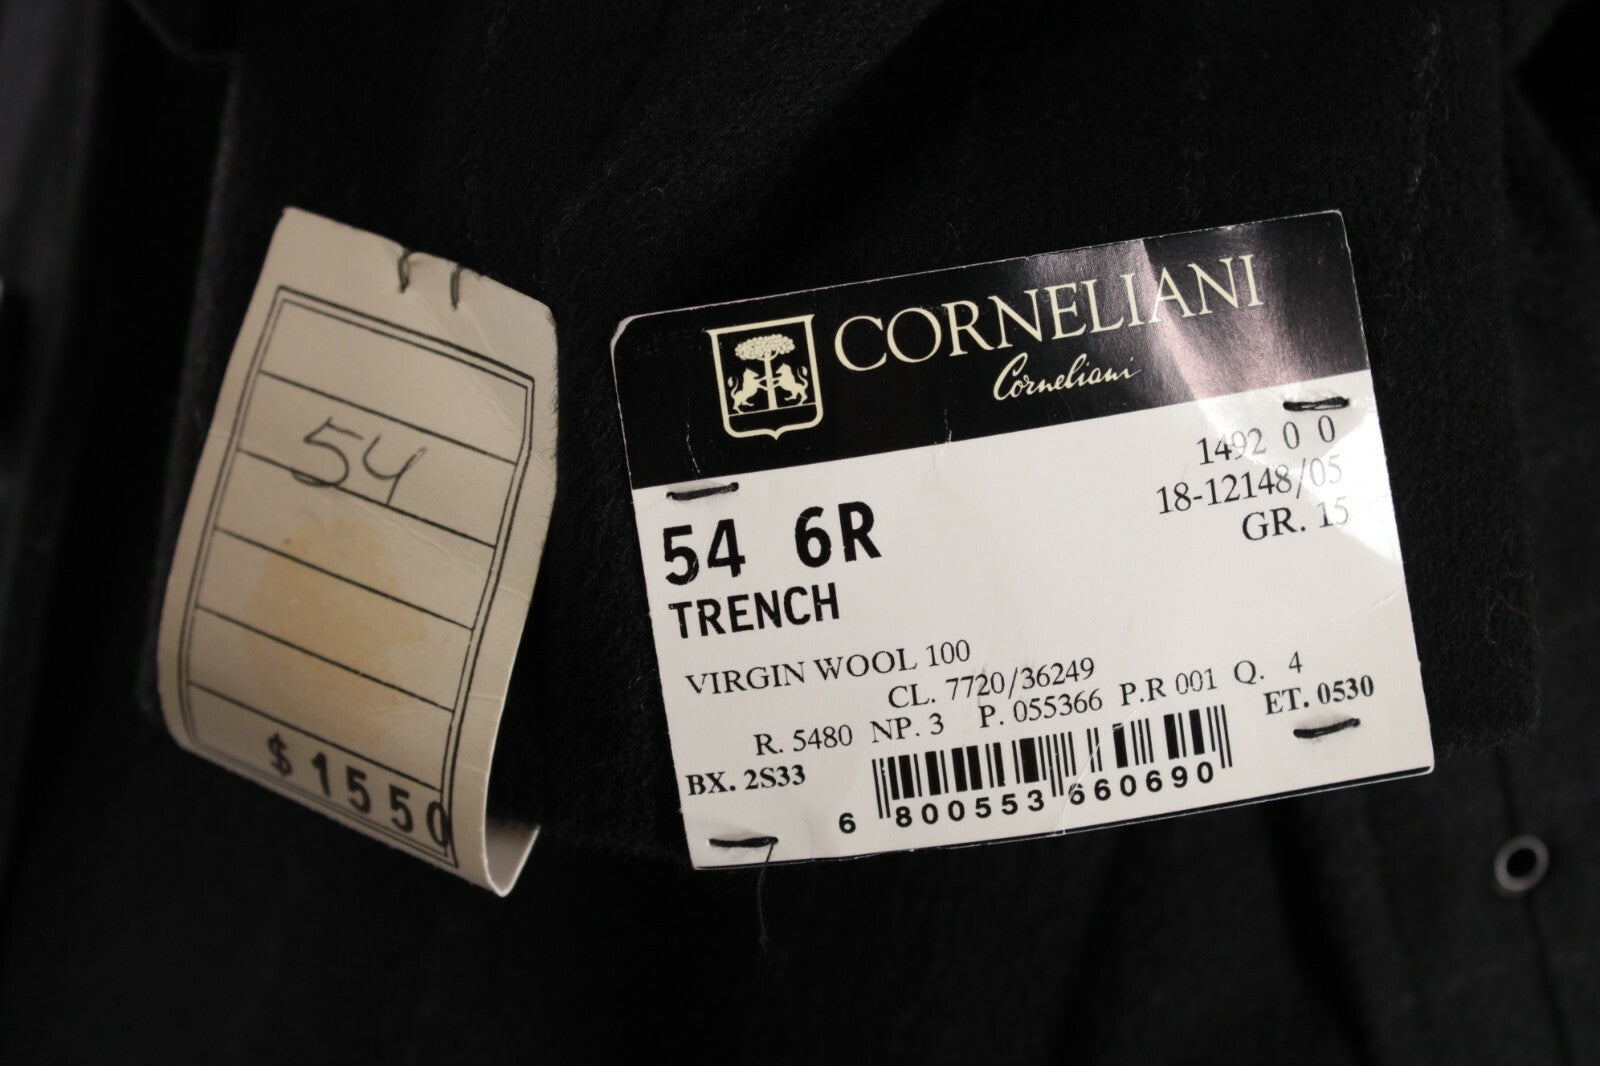 54
$1550
CORNELIANI
Corneliani
1492 0 0
18-12148/05
GR. 15
54 6R
TRENCH
VIRGIN WOOL 100
CL. 7720/36249
R. 5480 NP. 3 P. 055366 P.R 001 Q. 4
BX. 2S33
ET. 0530
6 800553 660690